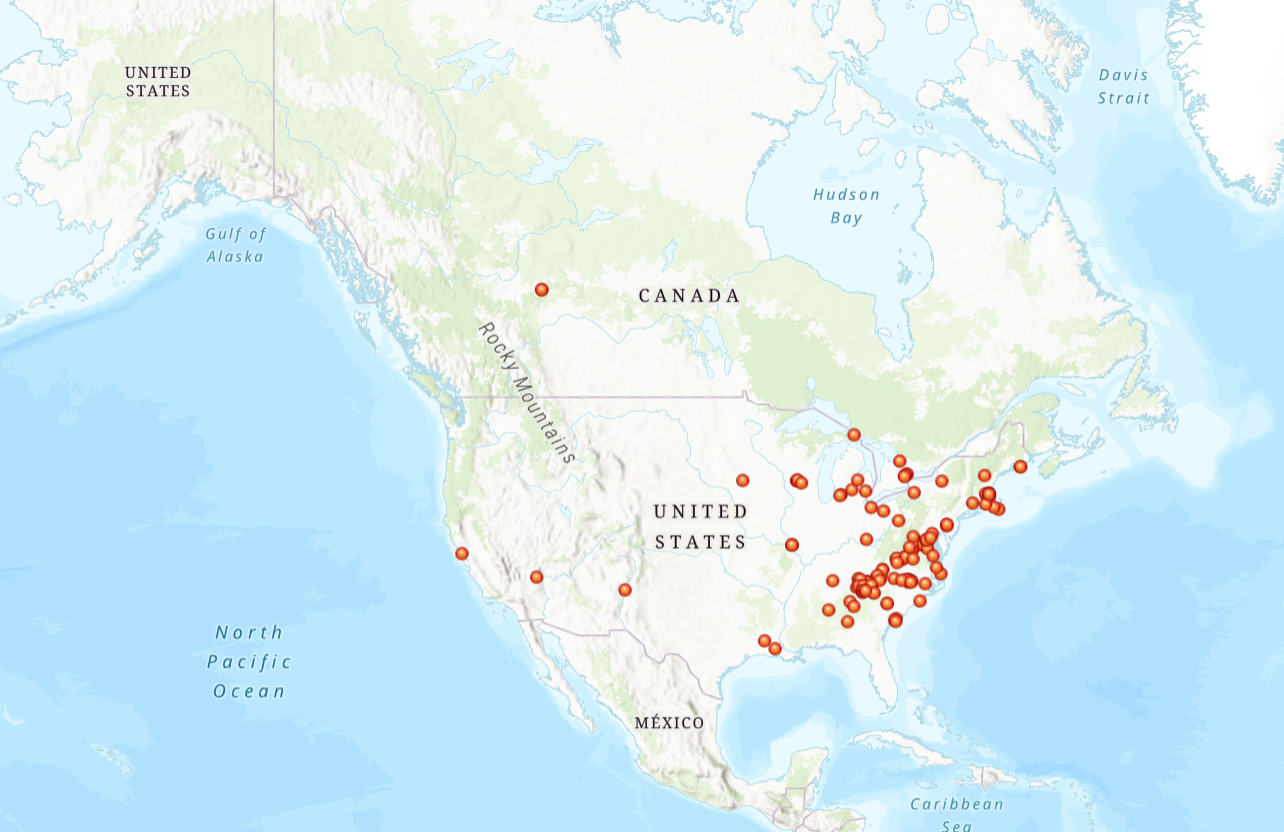 UNITED
STATES
Davis
Strait
Hudson
Bay
Gulf of
Alaska
CANADA
Rocky Mountains
UNITED
STATES
North
Pacific
Ocean
MÉXICO
Caribbean
Sea